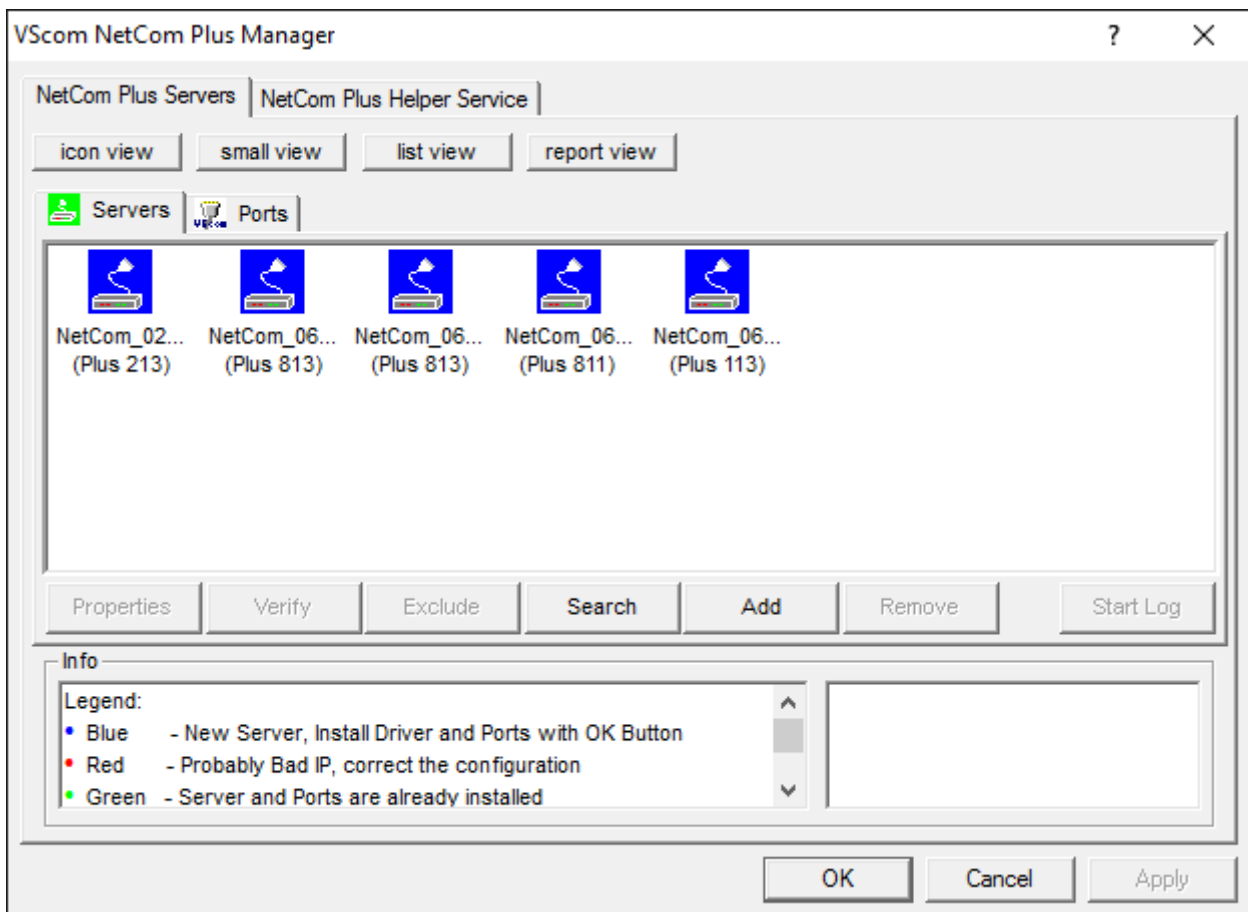 VScom NetCom Plus Manager
NetCom Plus Servers NetCom Plus Helper Service
icon view small view list view report view
Servers Ports
NetCom_02... NetCom_06... NetCom_06... NetCom_06... NetCom_06...
(Plus 213) (Plus 813) (Plus 813) (Plus 811) (Plus 113)
Properties Verify Exclude Search Add Remove Start Log
Info
Legend:
• Blue - New Server, Install Driver and Ports with OK Button
• Red - Probably Bad IP, correct the configuration
• Green - Server and Ports are already installed
OK Cancel Apply